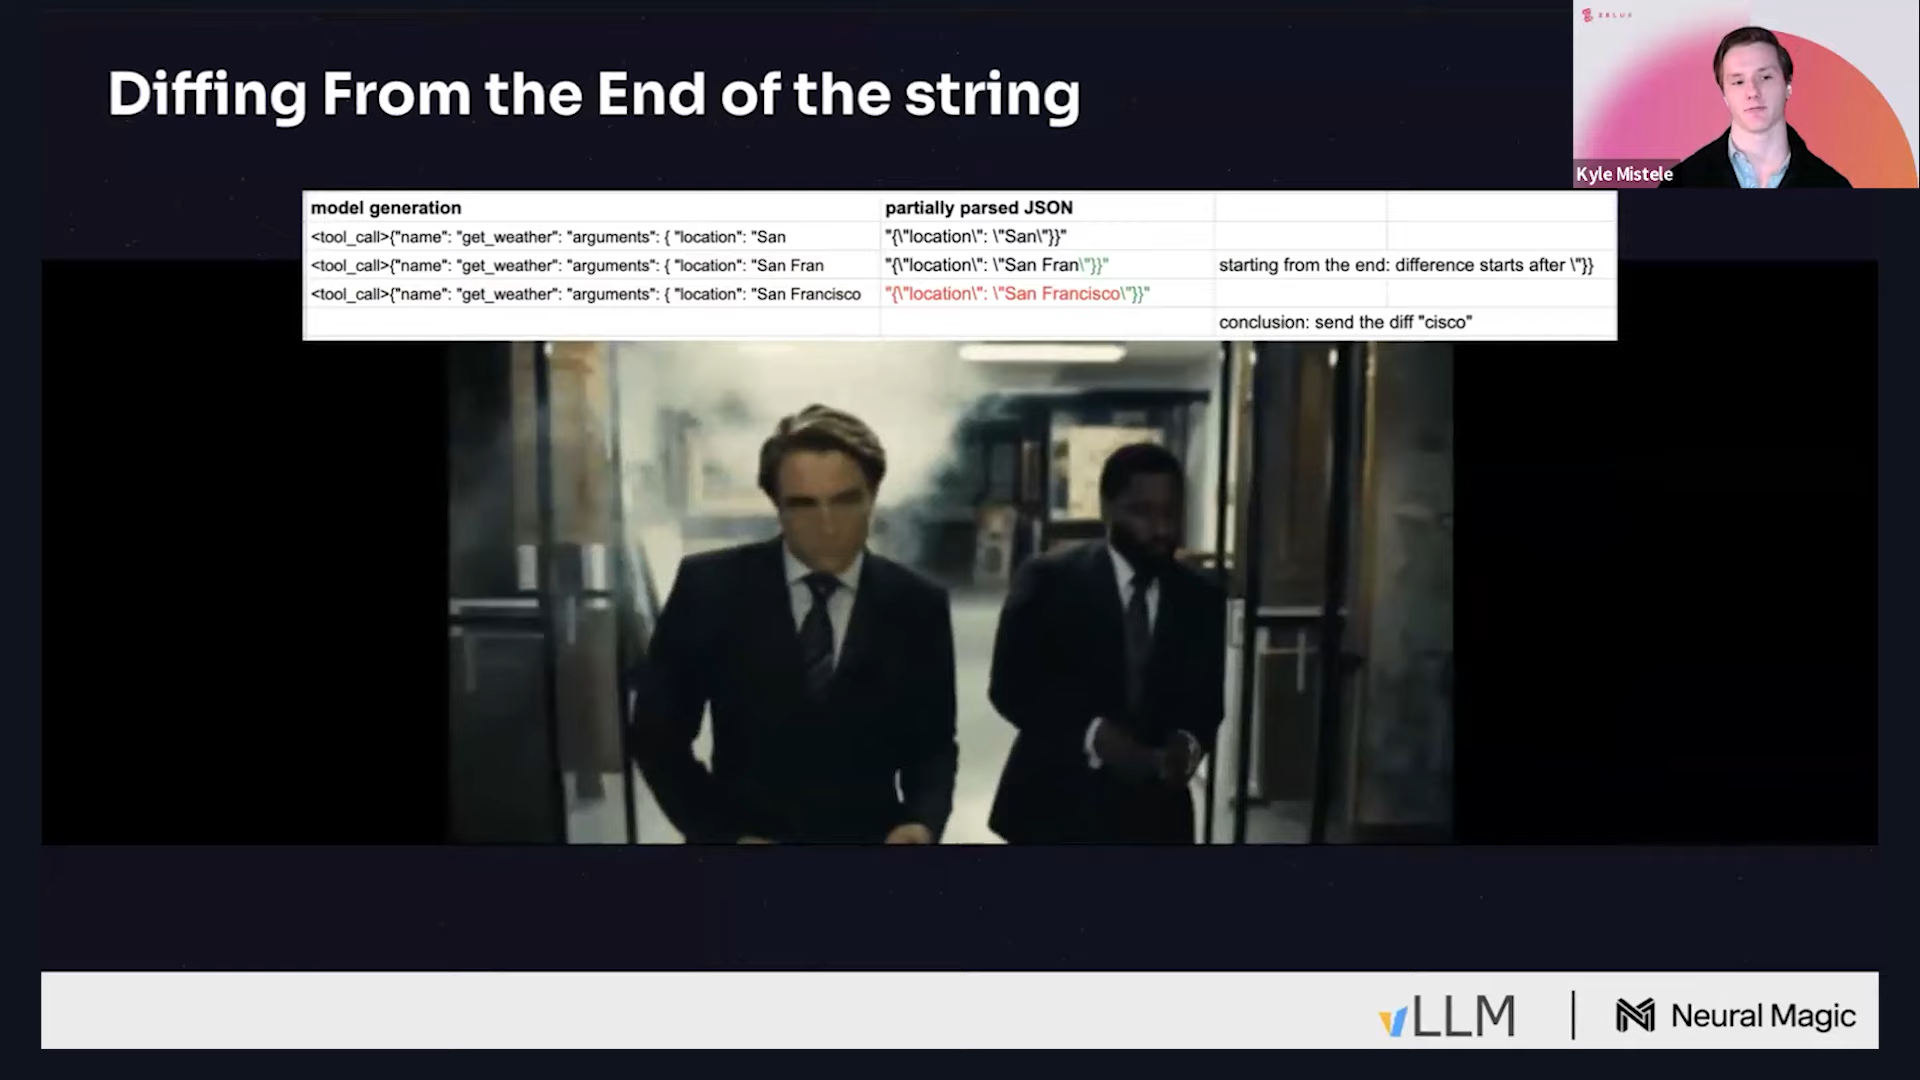 Diffing From the End of the string
ZELUS
Kyle Mistele
model generation partially parsed JSON
<tool_call>{"name": "get_weather": "arguments": { "location": "San "{\"location\": \"San\"}}"
<tool_call>{"name": "get_weather": "arguments": { "location": "San Fran "{\"location\": \"San Fran\"}}" starting from the end: difference starts after \"}}
<tool_call>{"name": "get_weather": "arguments": { "location": "San Francisco "{\"location\": \"San Francisco\"}}"
conclusion: send the diff "cisco"
vLLM | Neural Magic